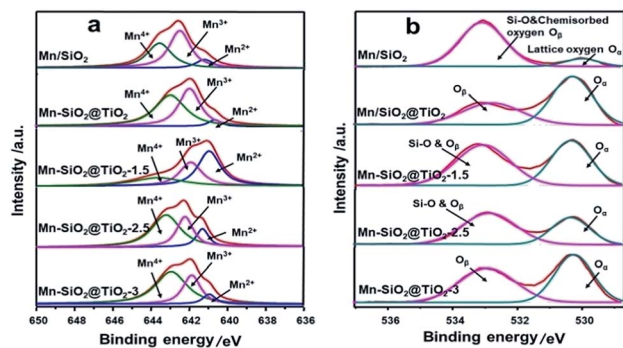 a
Intensity /a.u.
Mn/SiO2
Mn4+
Mn3+
Mn2+
Mn-SiO2@TiO2
Mn4+
Mn3+
Mn2+
Mn-SiO2@TiO2-1.5
Mn4+
Mn3+
Mn2+
Mn-SiO2@TiO2-2.5
Mn4+
Mn3+
Mn2+
Mn-SiO2@TiO2-3
Mn4+
Mn3+
Mn2+
650 648 646 644 642 640 638 636
Binding energy /eV
b
Intensity /a.u.
Mn/SiO2
Si-O&Chemisorbed
oxygen Oβ
Lattice oxygen Oα
Mn/SiO2@TiO2
Oβ
Oα
Mn-SiO2@TiO2-1.5
Si-O & Oβ
Oα
Mn-SiO2@TiO2-2.5
Si-O & Oβ
Oα
Mn-SiO2@TiO2-3
Oβ
Oα
536 534 532 530
Binding energy/eV